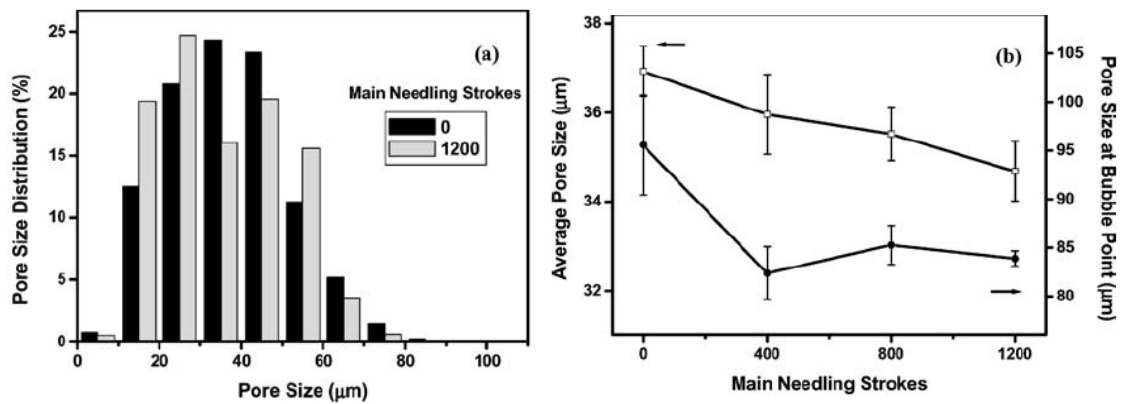 (a)
25
20
15
10
5
0
Pore Size Distribution (%)
Main Needling Strokes
0
1200
0 20 40 60 80 100
Pore Size (μm)
(b)
38
36
34
32
Average Pore Size (μm)
105
100
95
90
85
80
Pore Size at Bubble Point (μm)
0 400 800 1200
Main Needling Strokes